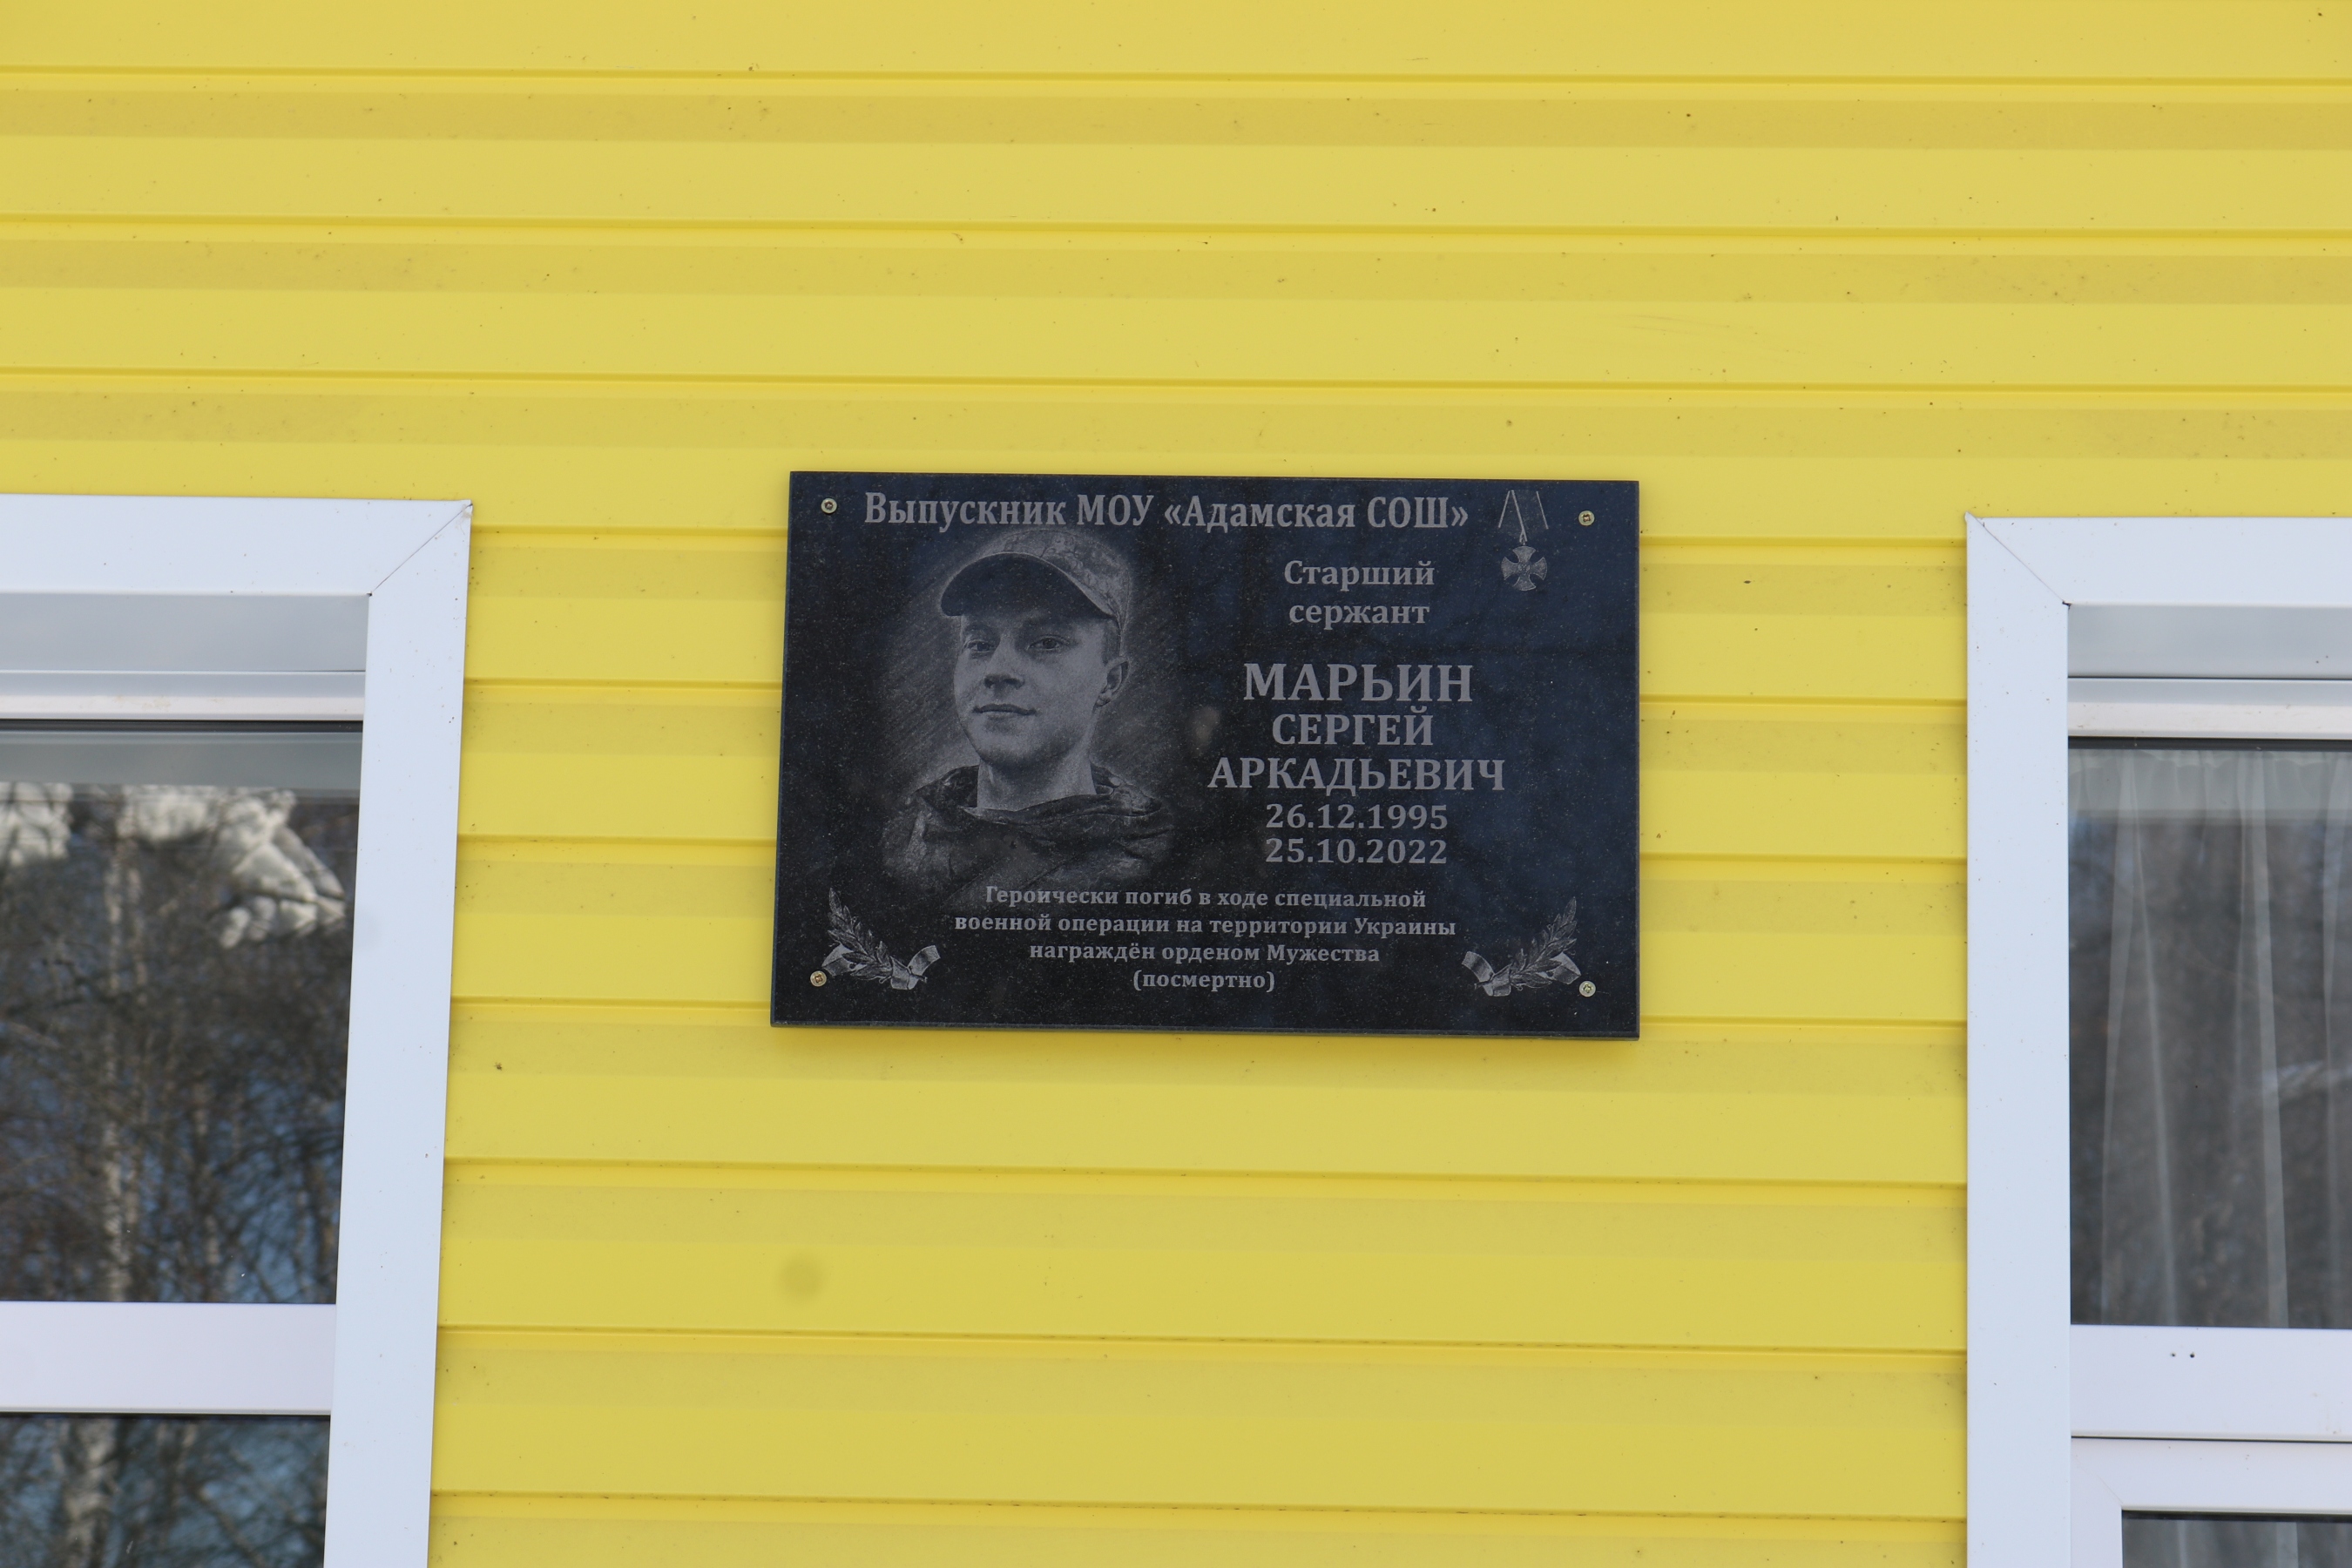 Выпускник МОУ «Адамская СОШ»
Старший
сержант
МАРЬИН
СЕРГЕЙ
АРКАДЬЕВИЧ
26.12.1995
25.10.2022
Героически погиб в ходе специальной
военной операции на территории Украины
награждён орденом Мужества
(посмертно)